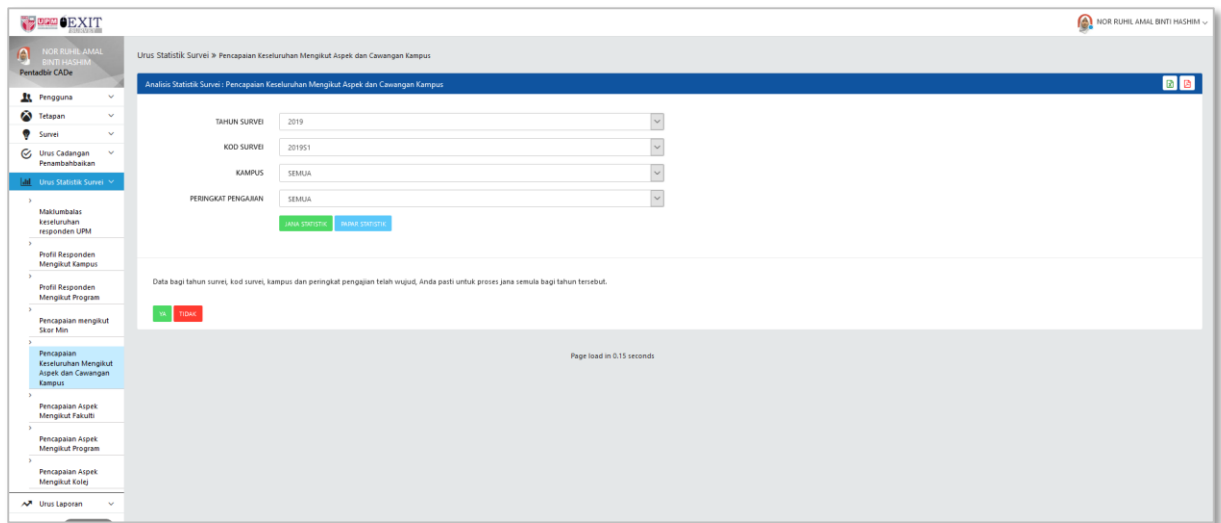 UPM EXIT
SURVEY
NOR RUHIL AMAL BINTI HASHIM
NOR RUHIL AMAL
BINTI HASHIM
Pentadbir CADe
Pengguna
Tetapan
Survei
Urus Cadangan
Penambahbaikan
Urus Statistik Survei
Maklumbalas
keseluruhan
responden UPM
Profil Responden
Mengikut Kampus
Profil Responden
Mengikut Program
Pencapaian mengikut
Skor Min
Pencapaian
Keseluruhan Mengikut
Aspek dan Cawangan
Kampus
Pencapaian Aspek
Mengikut Fakulti
Pencapaian Aspek
Mengikut Program
Pencapaian Aspek
Mengikut Kolej
Urus Laporan
Urus Statistik Survei » Pencapaian Keseluruhan Mengikut Aspek dan Cawangan Kampus
Analisis Statistik Survei : Pencapaian Keseluruhan Mengikut Aspek dan Cawangan Kampus
TAHUN SURVEI 2019
KOD SURVEI 2019S1
KAMPUS SEMUA
PERINGKAT PENGAJIAN SEMUA
JANA STATISTIK PAPAR STATISTIK
Data bagi tahun survei, kod survei, kampus dan peringkat pengajian telah wujud, Anda pasti untuk proses jana semula bagi tahun tersebut.
YA TIDAK
Page load in 0.15 seconds